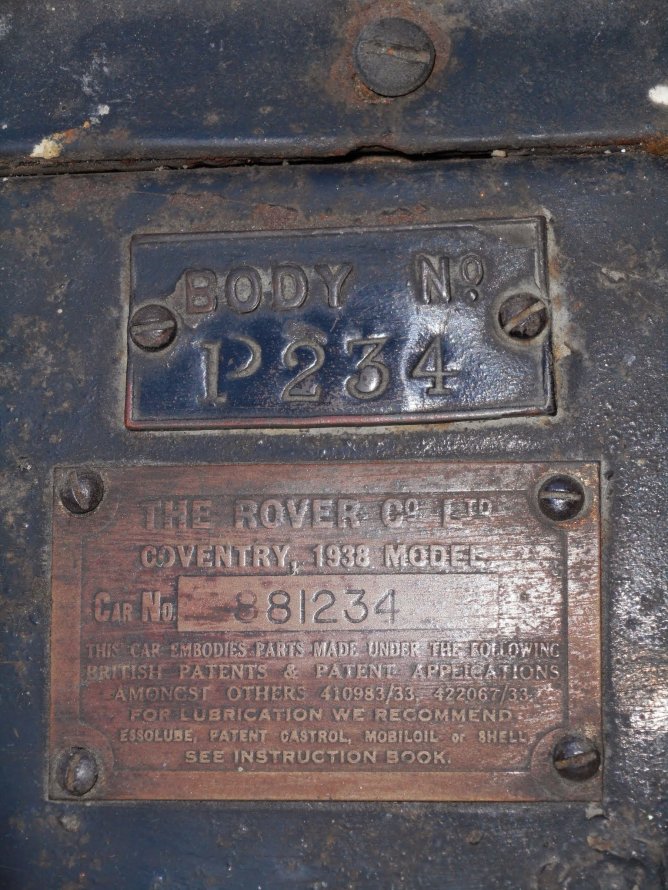 BODY Nº
P234
THE ROVER Cº LTD
COVENTRY, 1938 MODEL
CAR No. 881234
THIS CAR EMBODIES PARTS MADE UNDER THE FOLLOWING
BRITISH PATENTS & PATENT APPLICATIONS
AMONGST OTHERS 410983/33, 422067/33.
FOR LUBRICATION WE RECOMMEND:
ESSOLUBE, PATENT CASTROL, MOBILOIL or SHELL
SEE INSTRUCTION BOOK.